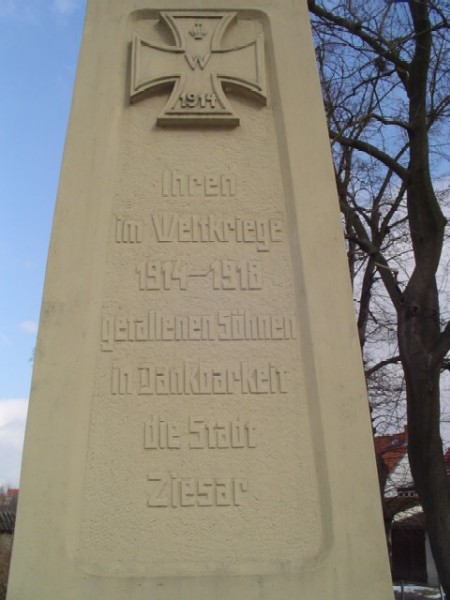 W
1914
Ihren
im Weltkriege
1914-1918
gefallenen Söhnen
in Dankbarkeit
die Stadt
Ziesar